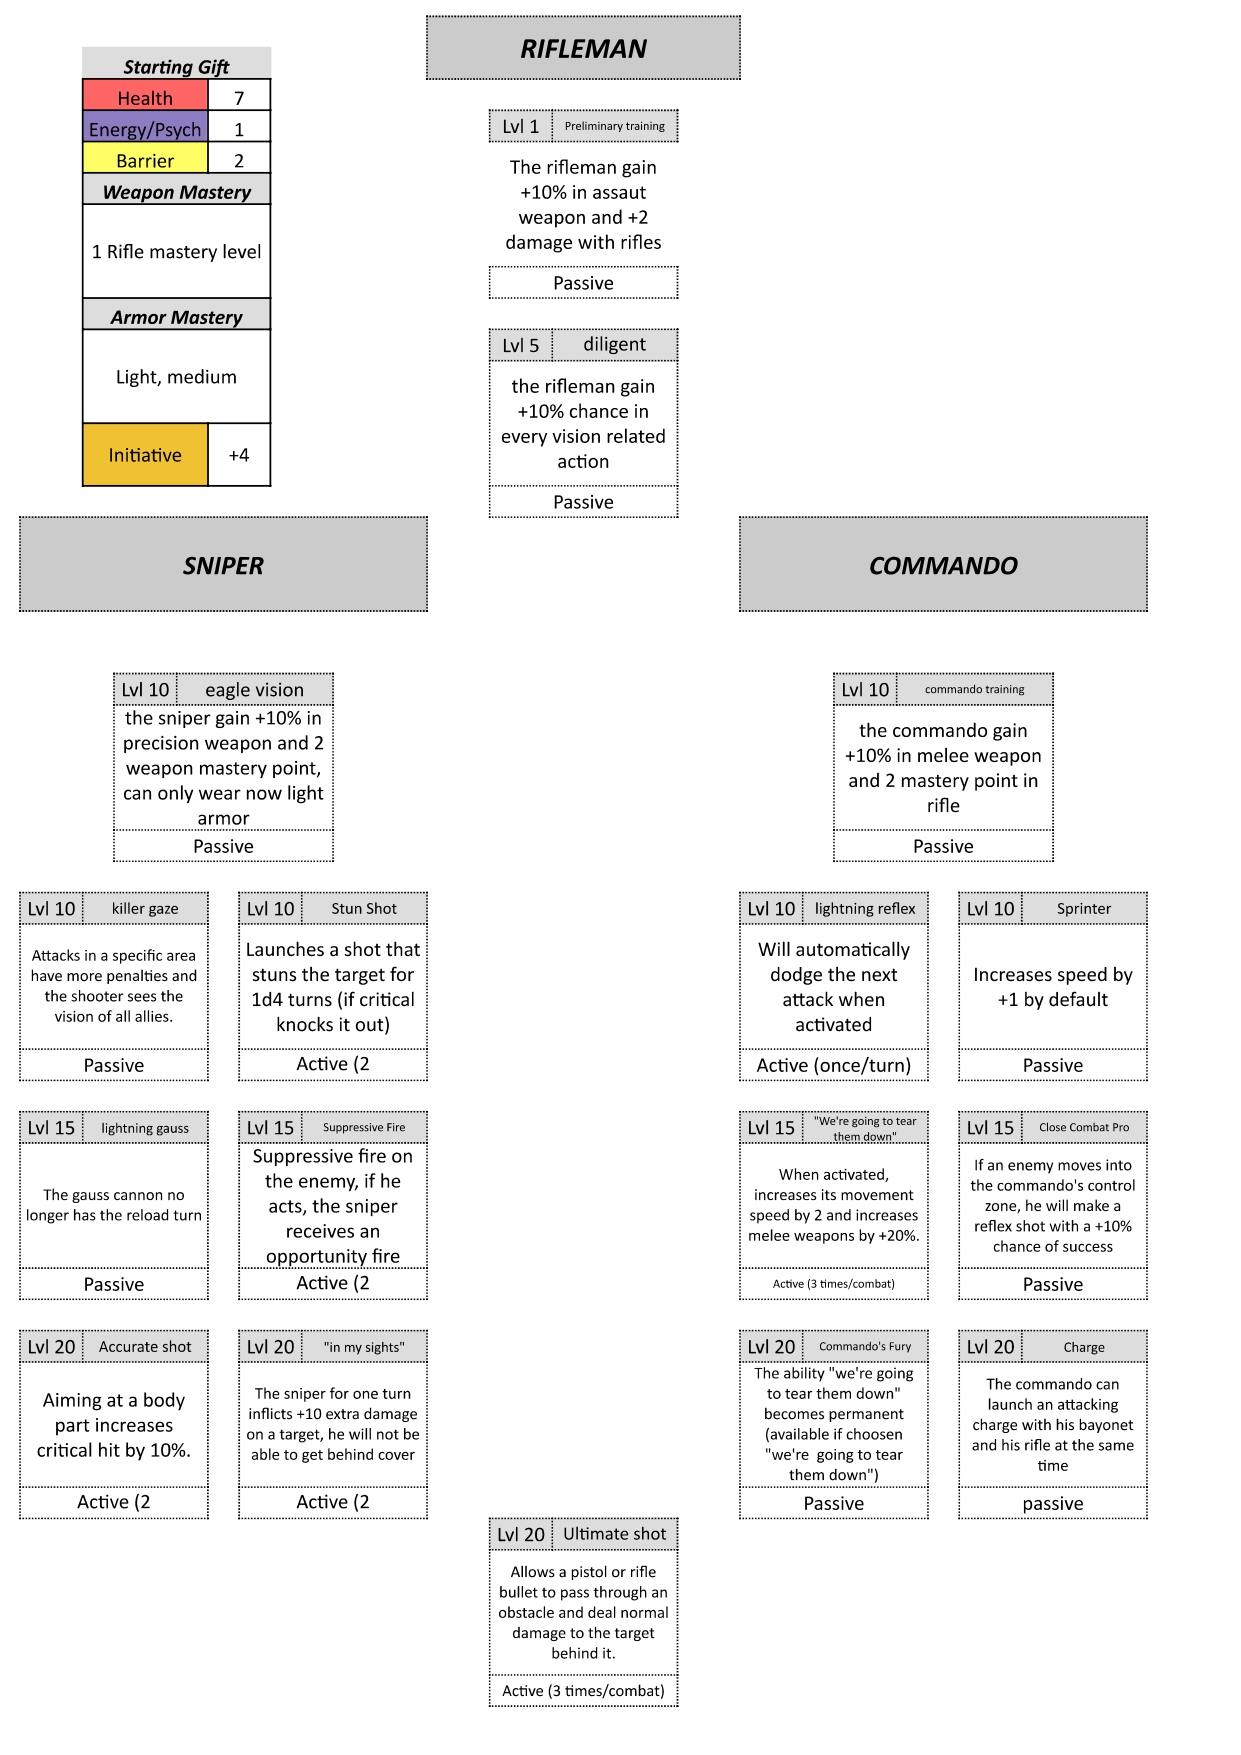 RIFLEMAN
Starting Gift
Health 7
Energy/Psych 1
Barrier 2
Weapon Mastery
1 Rifle mastery level
Armor Mastery
Light, medium
Initiative +4
Lvl 1 Preliminary training
The rifleman gain
+10% in assaut
weapon and +2
damage with rifles
Passive
Lvl 5 diligent
the rifleman gain
+10% chance in
every vision related
action
Passive
SNIPER
Lvl 10 eagle vision
the sniper gain +10% in
precision weapon and 2
weapon mastery point,
can only wear now light
armor
Passive
Lvl 10 killer gaze
Attacks in a specific area
have more penalties and
the shooter sees the
vision of all allies.
Passive
Lvl 10 Stun Shot
Launches a shot that
stuns the target for
1d4 turns (if critical
knocks it out)
Active (2
Lvl 15 lightning gauss
The gauss cannon no
longer has the reload turn
Passive
Lvl 15 Suppressive Fire
Suppressive fire on
the enemy, if he
acts, the sniper
receives an
opportunity fire
Active (2
Lvl 20 Accurate shot
Aiming at a body
part increases
critical hit by 10%.
Active (2
Lvl 20 "in my sights"
The sniper for one turn
inflicts +10 extra damage
on a target, he will not be
able to get behind cover
Active (2
COMMANDO
Lvl 10 commando training
the commando gain
+10% in melee weapon
and 2 mastery point in
rifle
Passive
Lvl 10 lightning reflex
Will automatically
dodge the next
attack when
activated
Active (once/turn)
Lvl 10 Sprinter
Increases speed by
+1 by default
Passive
Lvl 15 "We're going to tear
them down"
When activated,
increases its movement
speed by 2 and increases
melee weapons by +20%.
Active (3 times/combat)
Lvl 15 Close Combat Pro
If an enemy moves into
the commando's control
zone, he will make a
reflex shot with a +10%
chance of success
Passive
Lvl 20 Commando's Fury
The ability "we're going
to tear them down"
becomes permanent
(available if choosen
"we're  going to tear
them down")
Passive
Lvl 20 Charge
The commando can
launch an attacking
charge with his bayonet
and his rifle at the same
time
passive
Lvl 20 Ultimate shot
Allows a pistol or rifle
bullet to pass through an
obstacle and deal normal
damage to the target
behind it.
Active (3 times/combat)